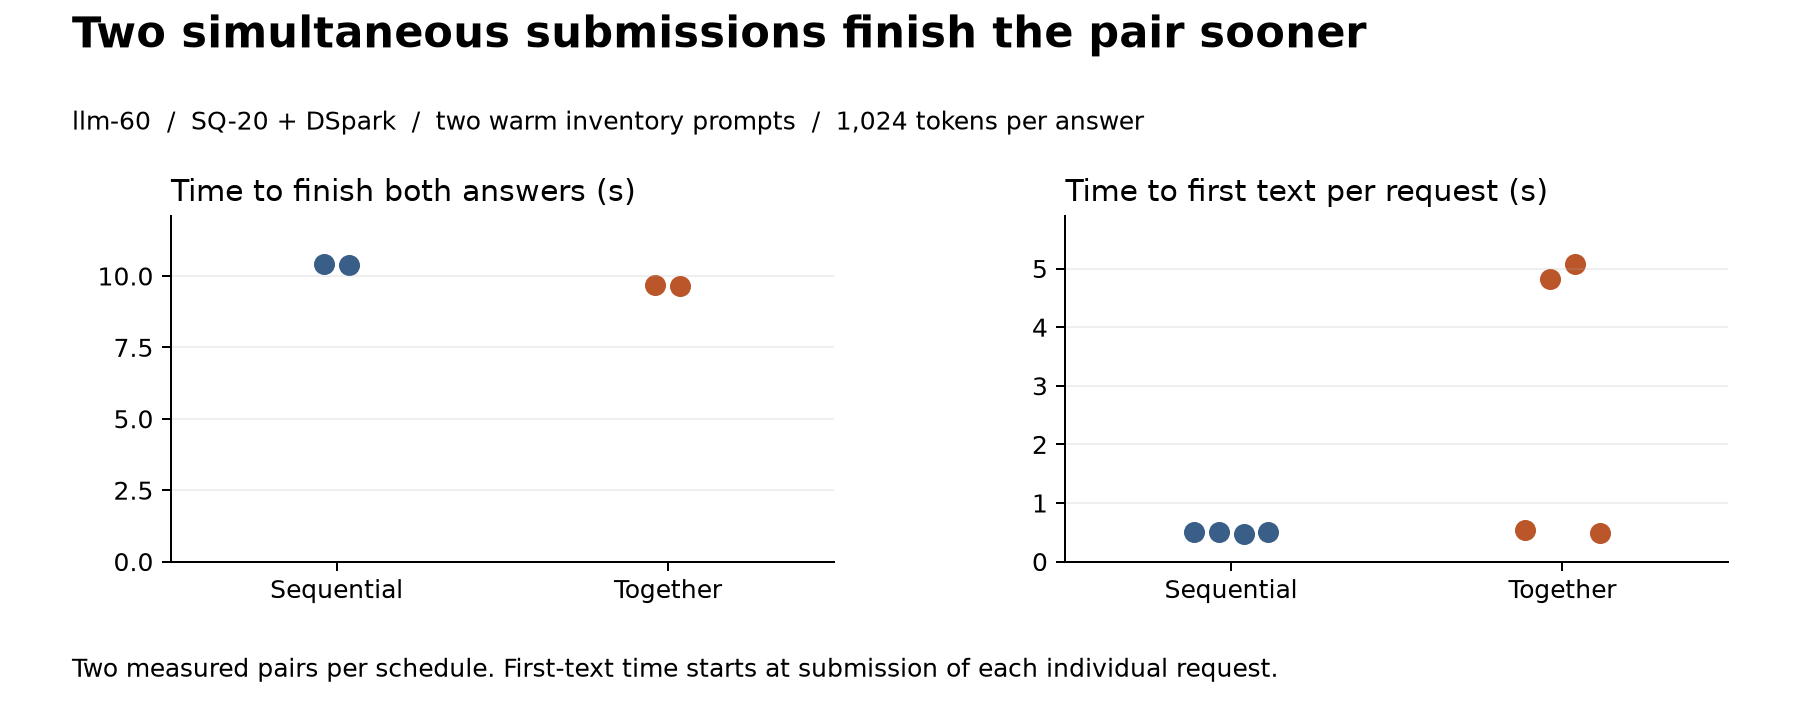 Two simultaneous submissions finish the pair sooner
llm-60 / SQ-20 + DSpark / two warm inventory prompts / 1,024 tokens per answer
Time to finish both answers (s)
10.0
7.5
5.0
2.5
0.0
Sequential
Together
Time to first text per request (s)
5
4
3
2
1
0
Sequential
Together
Two measured pairs per schedule. First-text time starts at submission of each individual request.